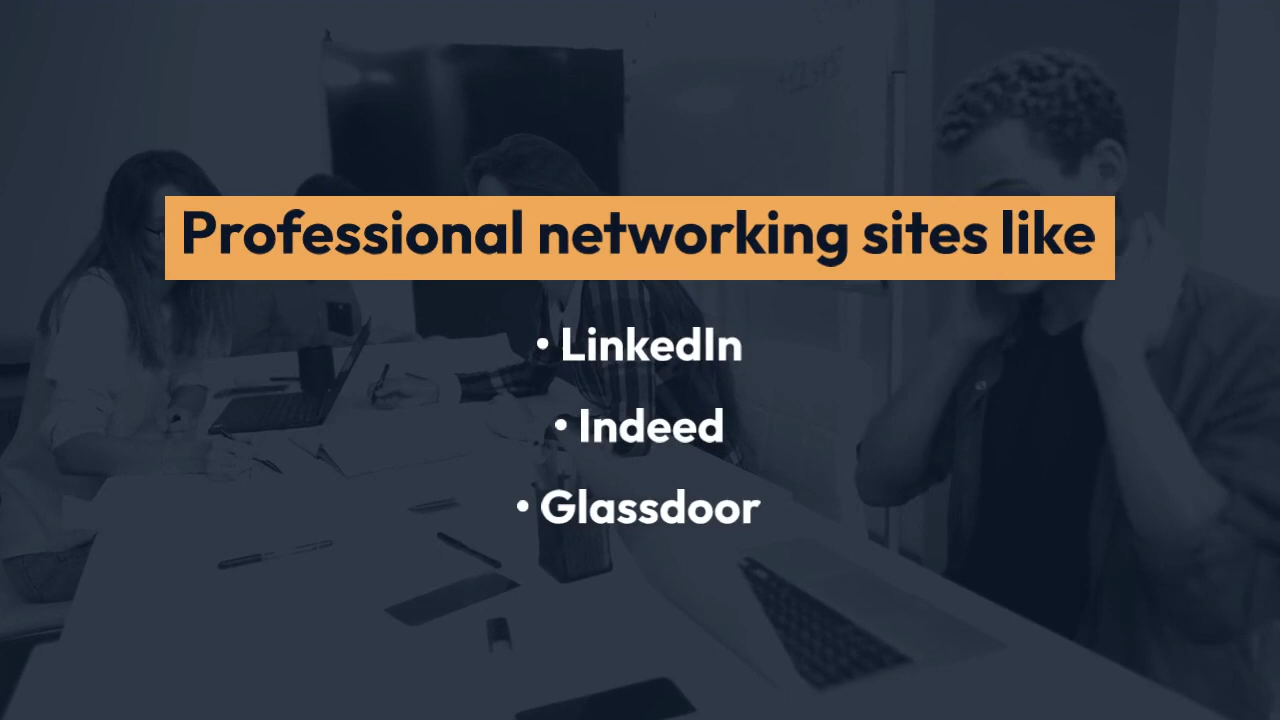 Professional networking sites like
• LinkedIn
• Indeed
• Glassdoor